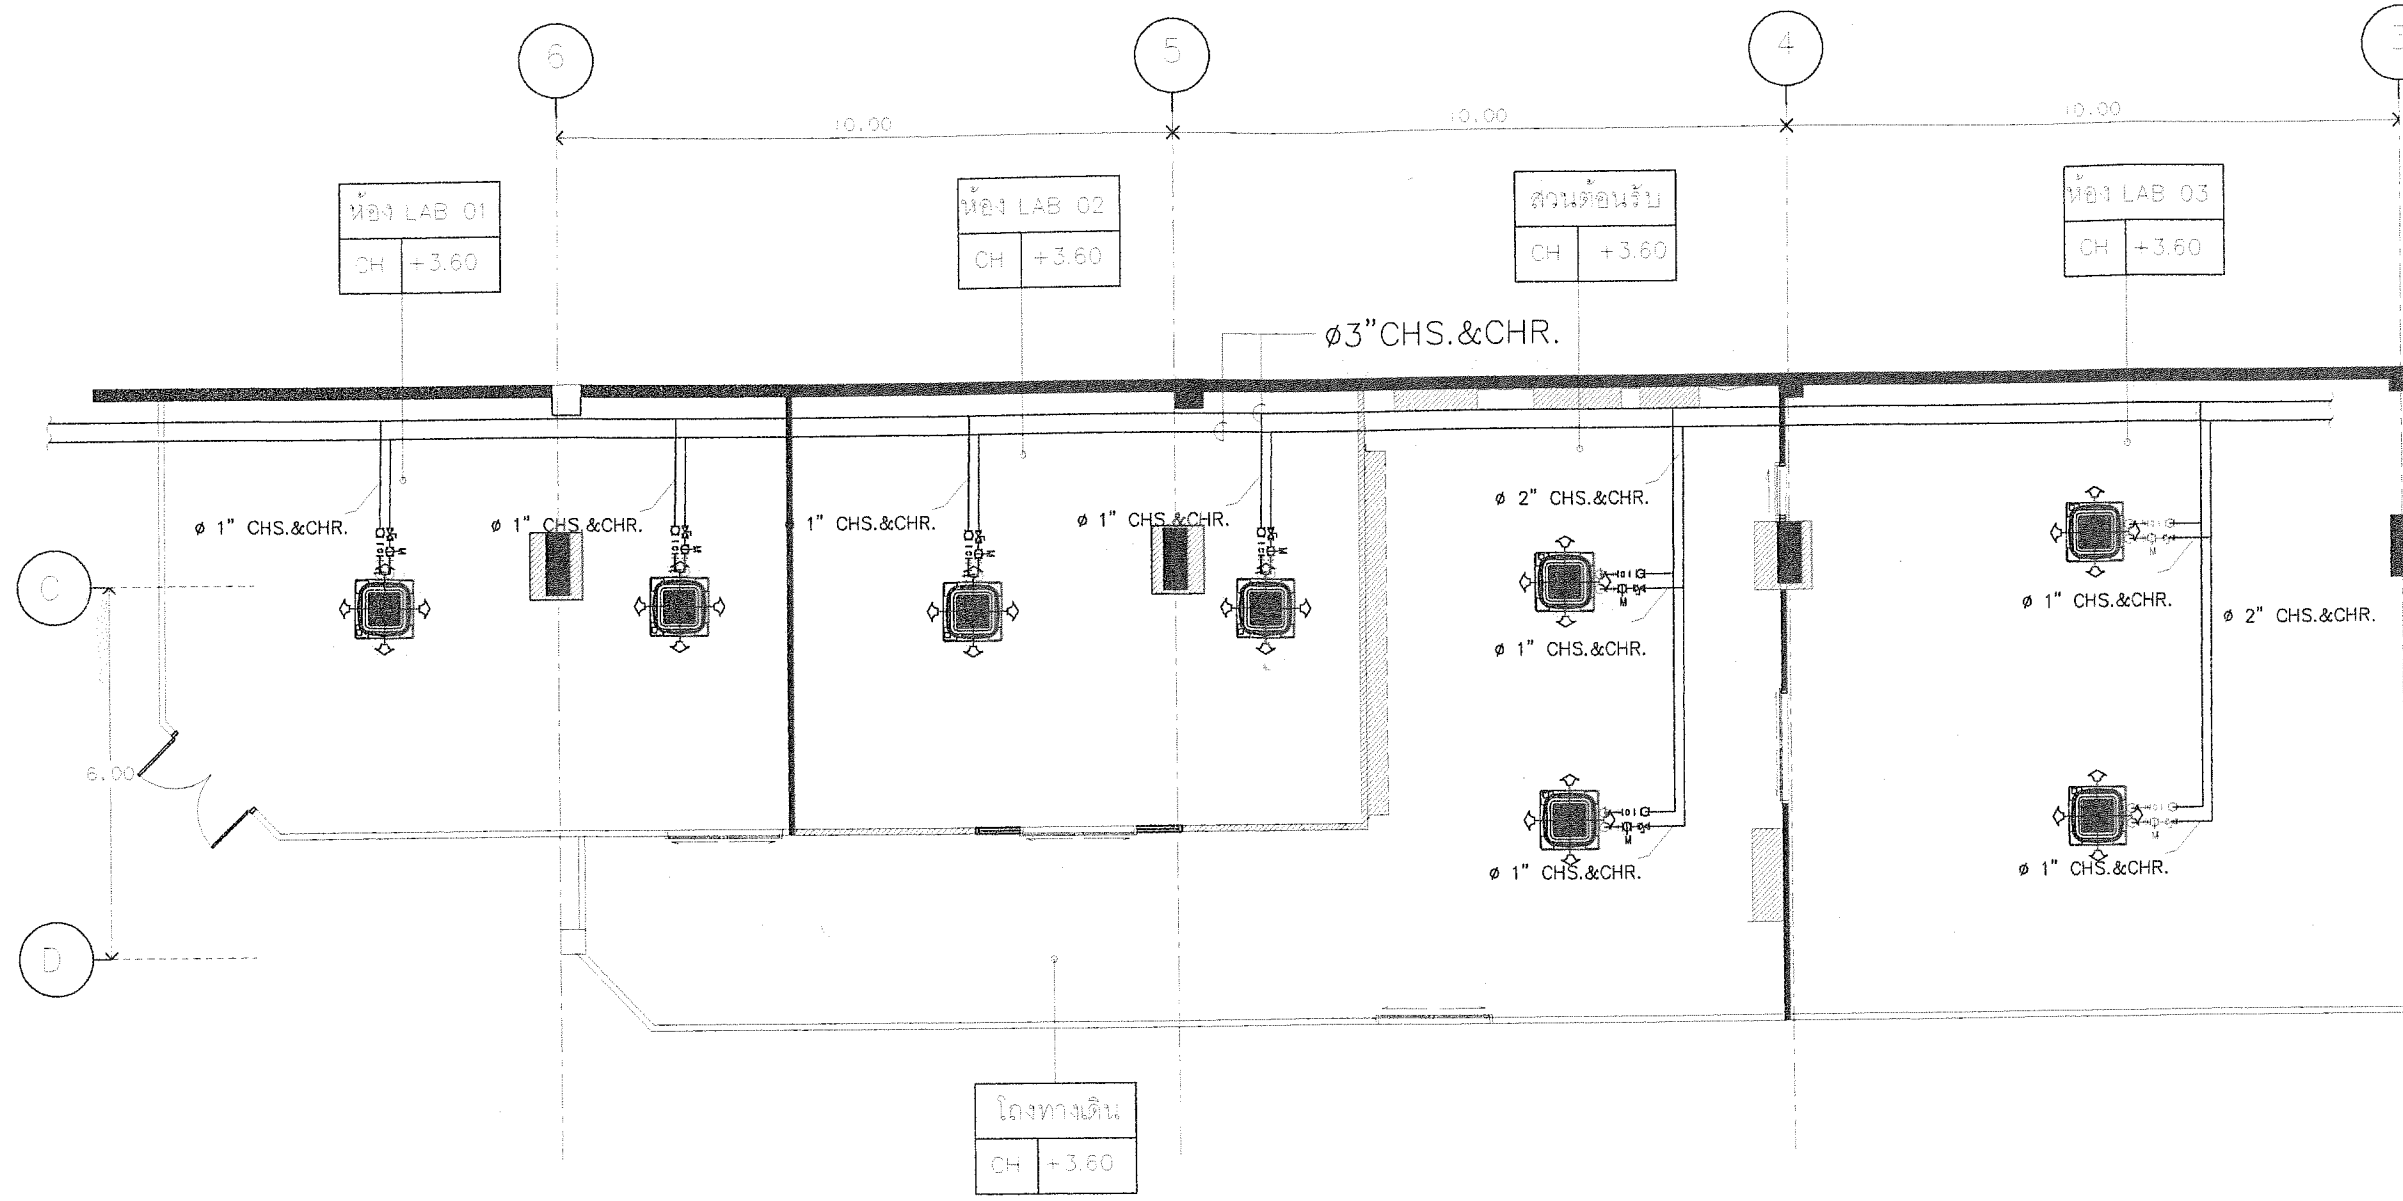 6
5
4
10.00
10.00
10.00
ห้อง LAB 01
CH +3.60
ห้อง LAB 02
CH +3.60
ส่วนต้อนรับ
CH +3.60
ห้อง LAB 03
CH +3.60
ø3"CHS.&CHR.
ø 1" CHS.&CHR.
ø 1" CHS.&CHR.
1" CHS.&CHR.
ø 1" CHS.&CHR.
ø 2" CHS.&CHR.
ø 1" CHS.&CHR.
ø 1" CHS.&CHR.
ø 1" CHS.&CHR.
ø 2" CHS.&CHR.
ø 1" CHS.&CHR.
M
M
M
M
M
M
M
M
C
6.00
D
โถงทางเดิน
CH +3.60